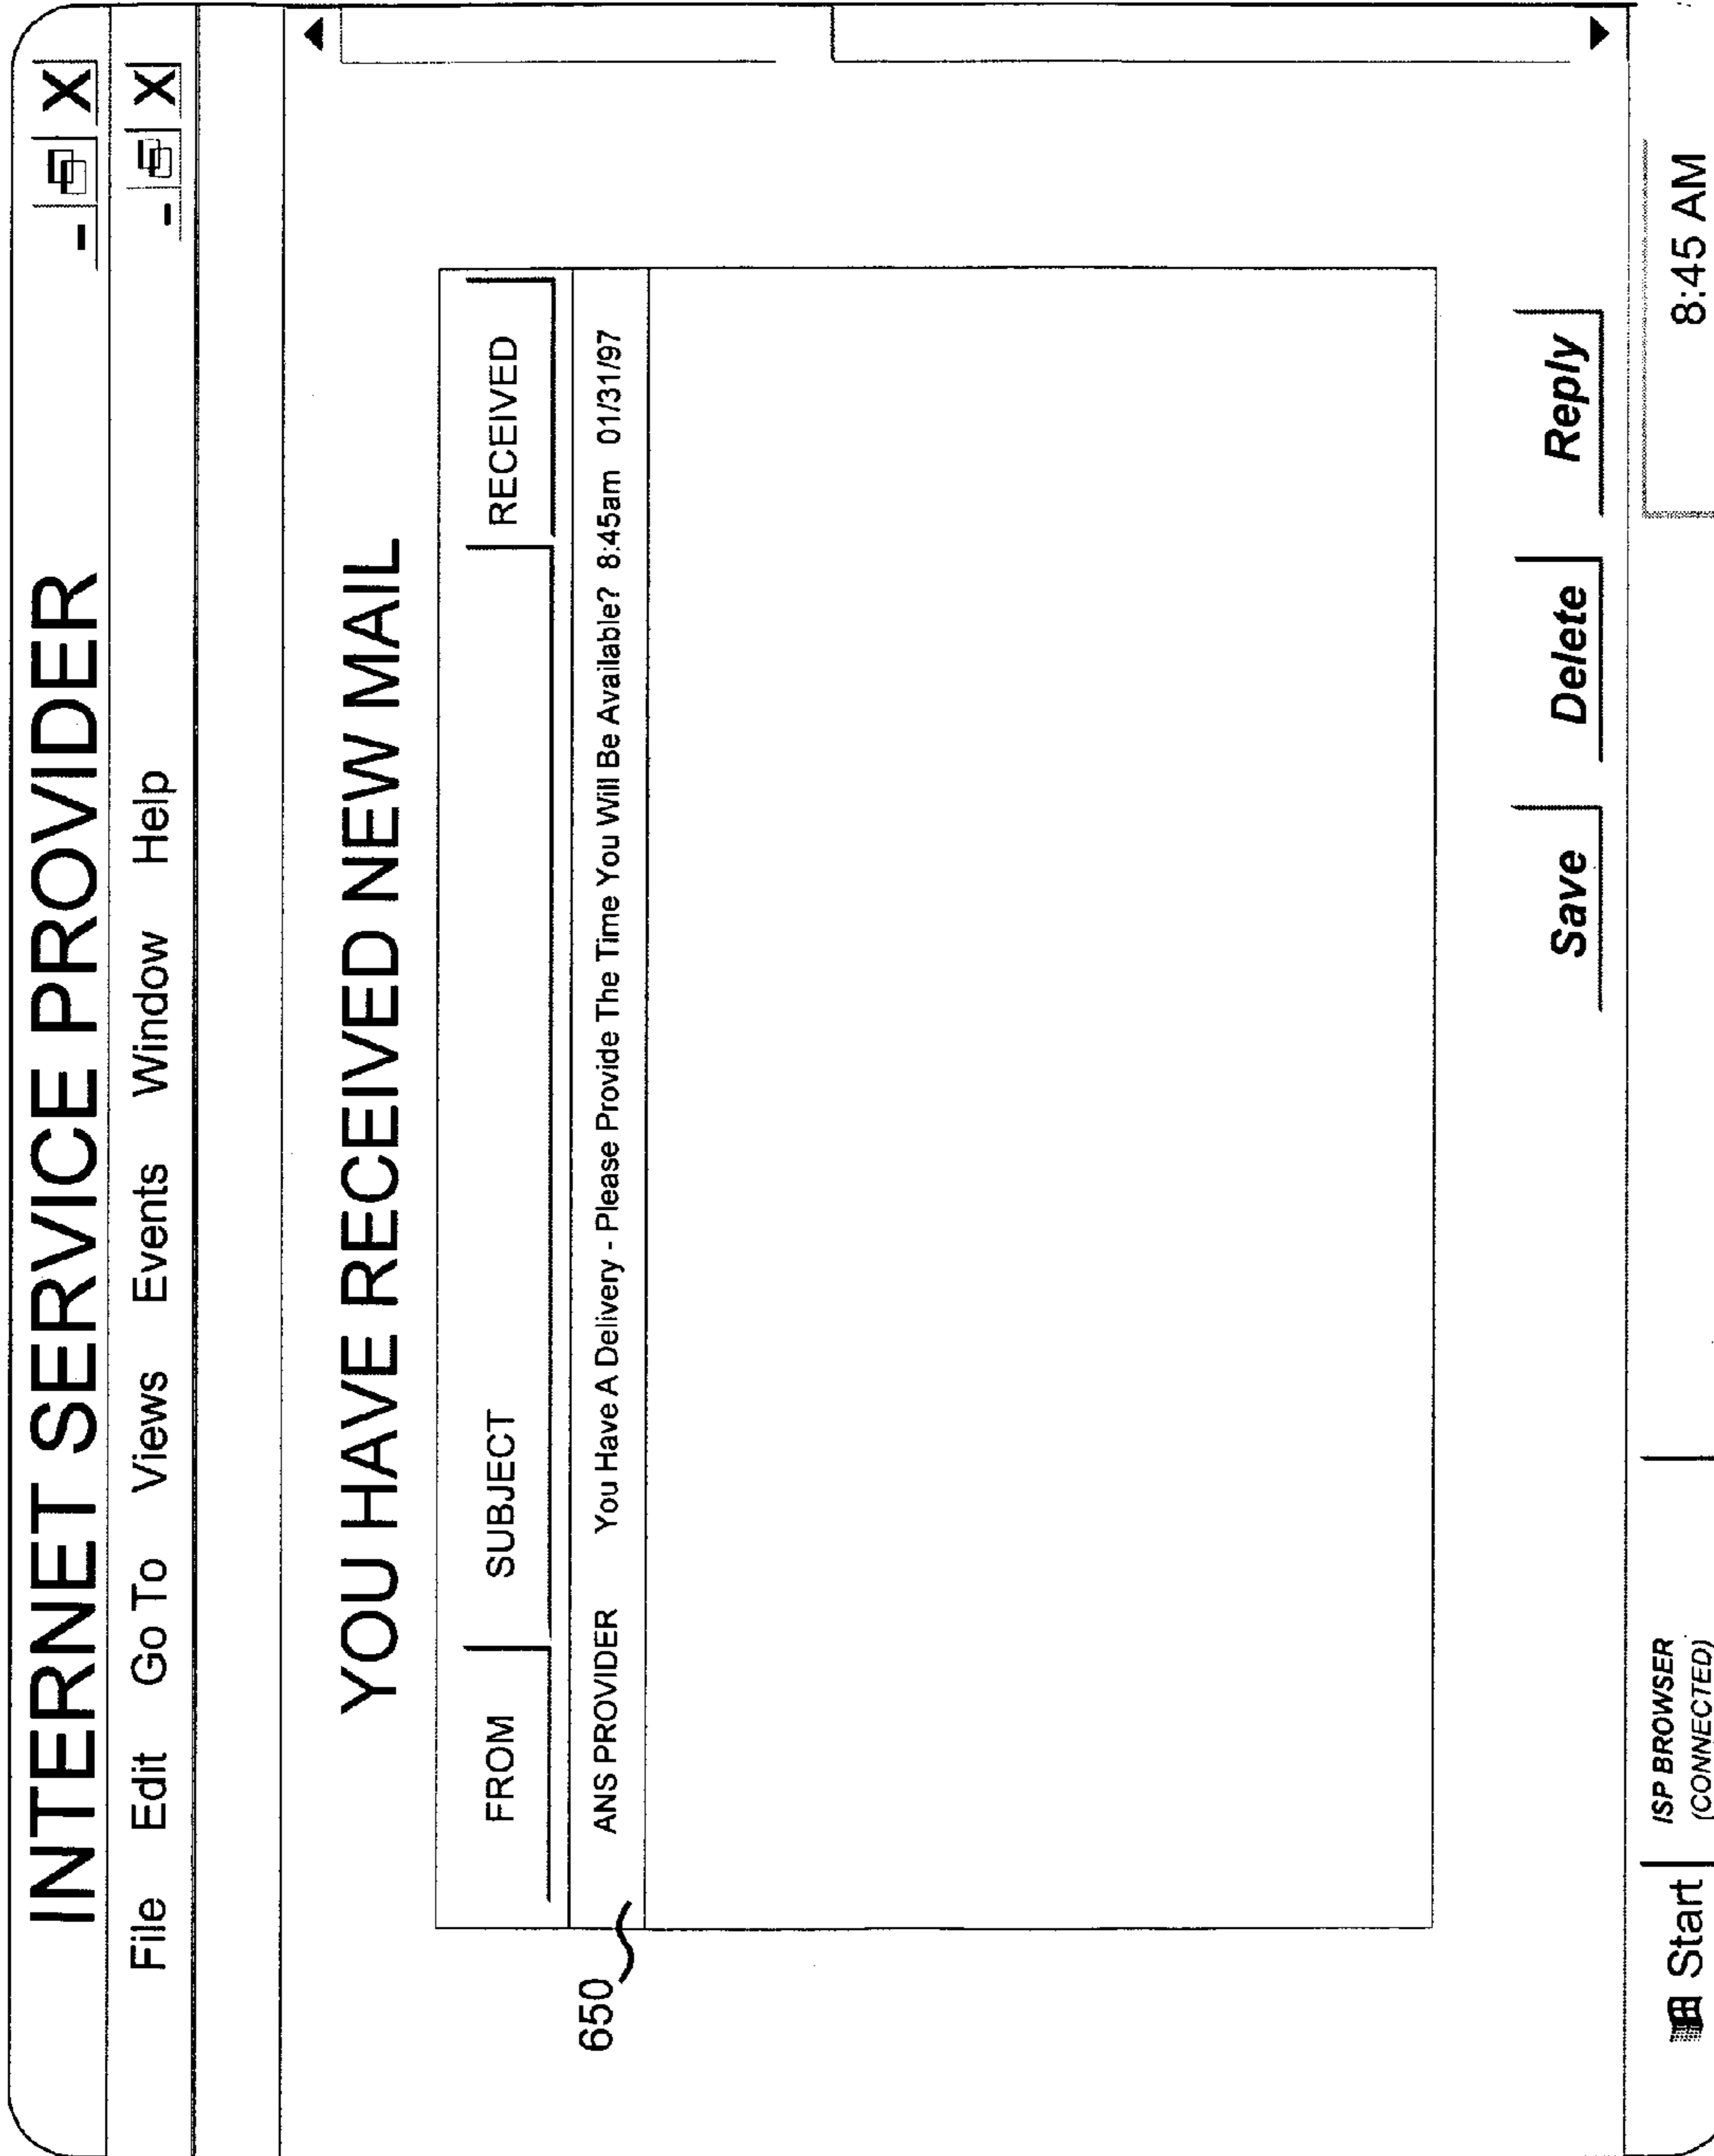 INTERNET SERVICE PROVIDER
File Edit Go To Views Events Window Help
YOU HAVE RECEIVED NEW MAIL
FROM SUBJECT RECEIVED
650 ANS PROVIDER You Have A Delivery - Please Provide The Time You Will Be Available? 8:45am 01/31/97
Save Delete Reply
Start ISP BROWSER 8:45 AM
(CONNECTED)